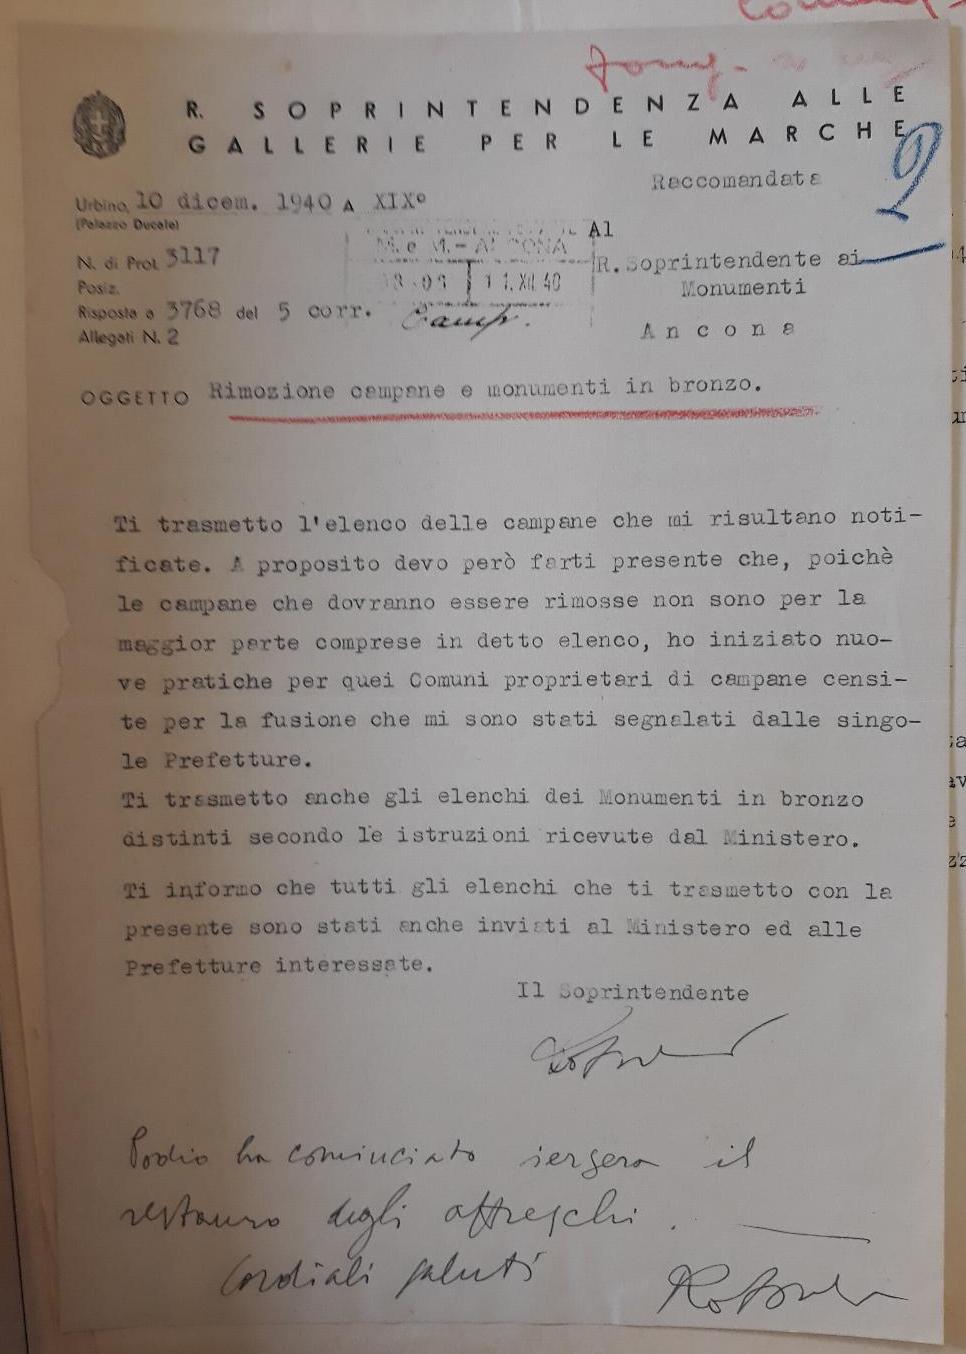 R. SOPRINTENDENZA ALLE
GALLERIE PER LE MARCHE
Raccomandata
2
Urbino, 10 dicem. 1940 A XIX°
(Palazzo Ducale)
N. di Prot. 3117
Posiz.
Risposta a 3768 del 5 corr.
Allegati N. 2
M. e M. - ANCONA
11.XII.40
Camp.
Al
R. Soprintendente ai
Monumenti
Ancona
OGGETTO Rimozione campane e monumenti in bronzo.
Ti trasmetto l'elenco delle campane che mi risultano noti-
ficate. A proposito devo però farti presente che, poichè
le campane che dovranno essere rimosse non sono per la
maggior parte comprese in detto elenco, ho iniziato nuo-
ve pratiche per quei Comuni proprietari di campane censi-
te per la fusione che mi sono stati segnalati dalle singo-
le Prefetture.
Ti trasmetto anche gli elenchi dei Monumenti in bronzo
distinti secondo le istruzioni ricevute dal Ministero.
Ti informo che tutti gli elenchi che ti trasmetto con la
presente sono stati anche inviati al Ministero ed alle
Prefetture interessate.
Il Soprintendente
Podio ha cominciato iersera il
restauro degli affreschi.
Cordiali saluti